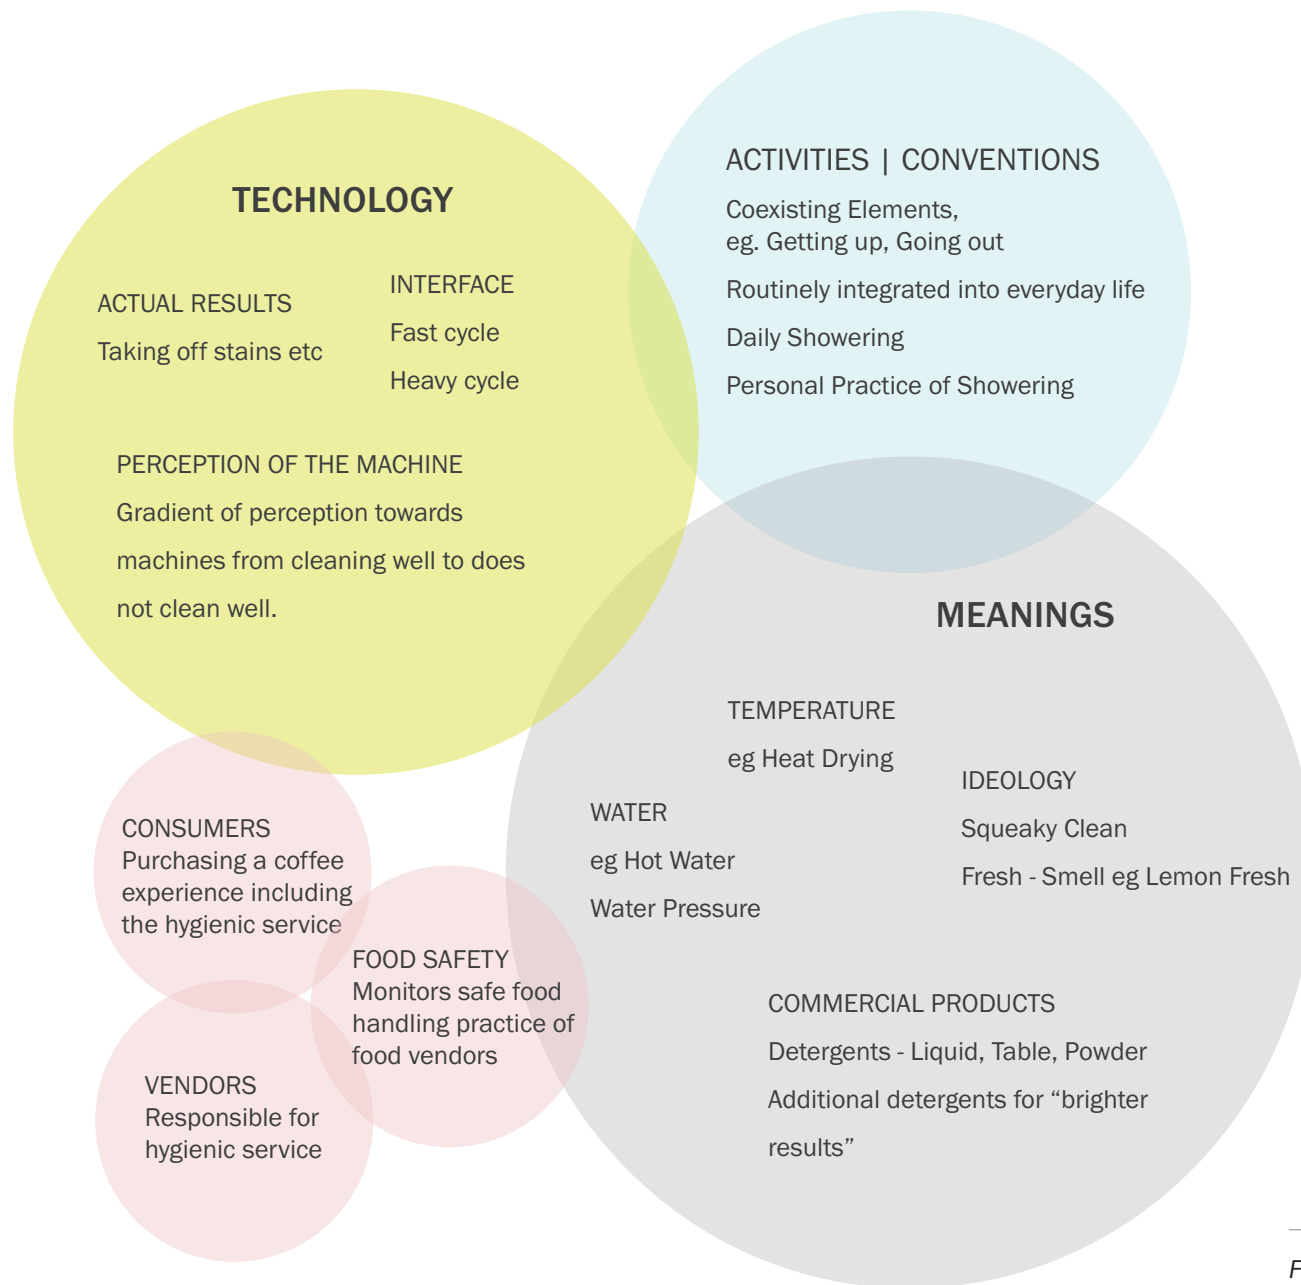 TECHNOLOGY
ACTUAL RESULTS
Taking off stains etc
INTERFACE
Fast cycle
Heavy cycle
PERCEPTION OF THE MACHINE
Gradient of perception towards
machines from cleaning well to does
not clean well.
ACTIVITIES | CONVENTIONS
Coexisting Elements,
eg. Getting up, Going out
Routinely integrated into everyday life
Daily Showering
Personal Practice of Showering
MEANINGS
TEMPERATURE
eg Heat Drying
IDEOLOGY
Squeaky Clean
Fresh - Smell eg Lemon Fresh
WATER
eg Hot Water
Water Pressure
COMMERCIAL PRODUCTS
Detergents - Liquid, Table, Powder
Additional detergents for “brighter
results”
CONSUMERS
Purchasing a coffee
experience including
the hygienic service
FOOD SAFETY
Monitors safe food
handling practice of
food vendors
VENDORS
Responsible for
hygienic service